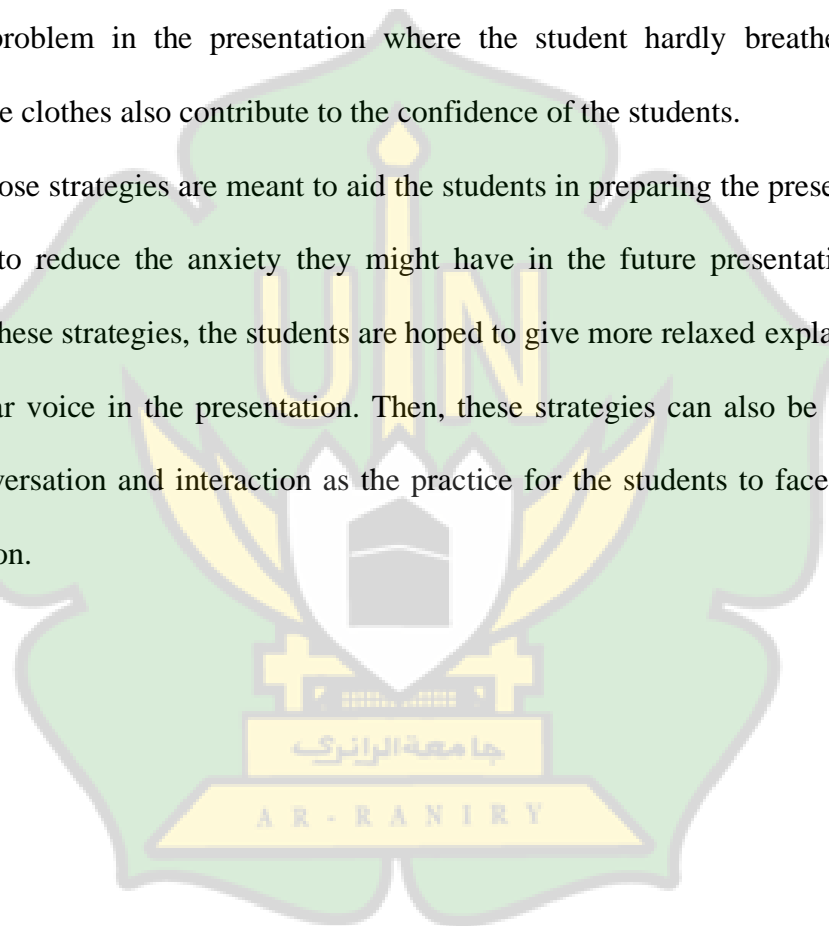 problem in the presentation where the student hardly breathe
e clothes also contribute to the confidence of the students.
ose strategies are meant to aid the students in preparing the prese
to reduce the anxiety they might have in the future presentati
hese strategies, the students are hoped to give more relaxed expla
ar voice in the presentation. Then, these strategies can also be
versation and interaction as the practice for the students to face
on.
UIN
جامعة الرانري
AR-RANIRY